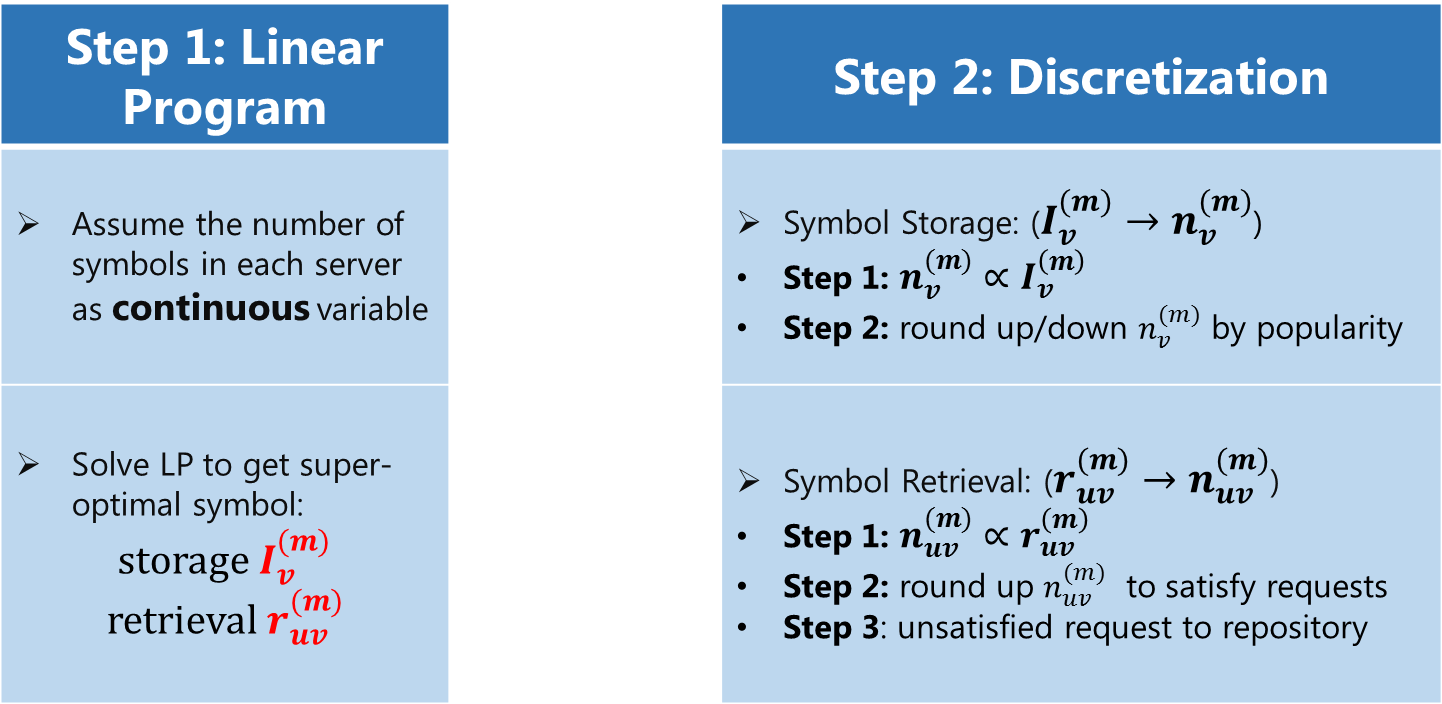 Step 1: Linear
Program
➢ Assume the number of
symbols in each server
as continuous variable
➢ Solve LP to get super-
optimal symbol:
storage I_v^(m)
retrieval r_uv^(m)
Step 2: Discretization
➢ Symbol Storage: (I_v^(m) → n_v^(m))
• Step 1: n_v^(m) ∝ I_v^(m)
• Step 2: round up/down n_v^(m) by popularity
➢ Symbol Retrieval: (r_uv^(m) → n_uv^(m))
• Step 1: n_uv^(m) ∝ r_uv^(m)
• Step 2: round up n_uv^(m) to satisfy requests
• Step 3: unsatisfied request to repository